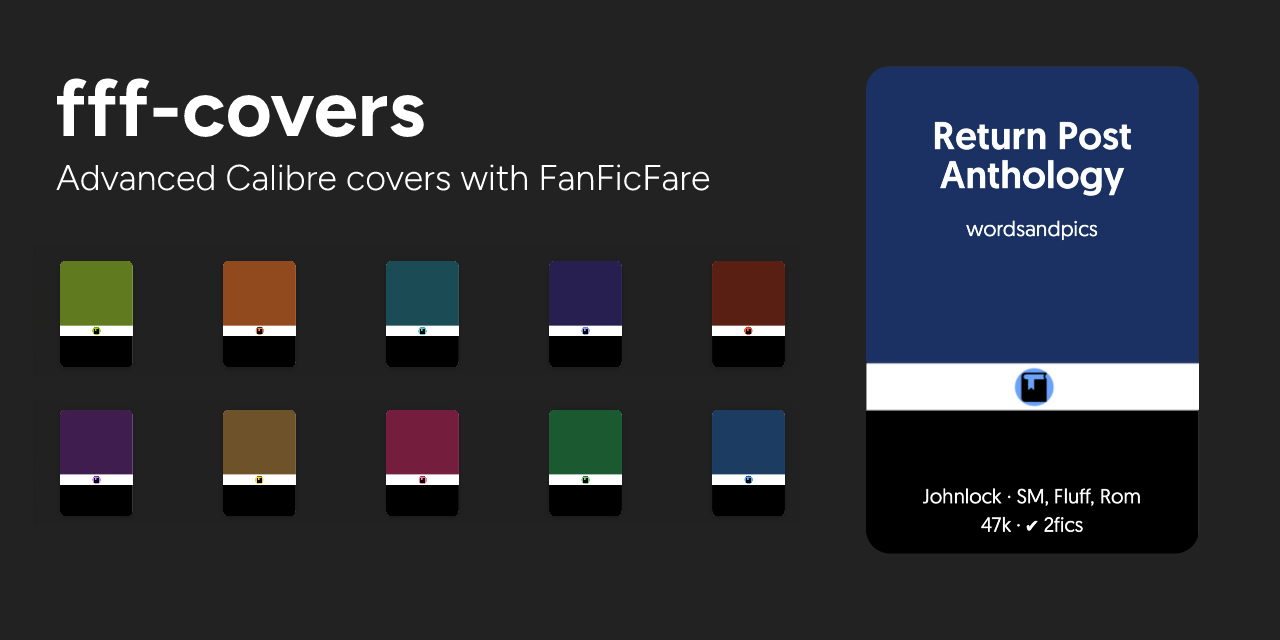 fff-covers
Advanced Calibre covers with FanFicFare
Return Post
Anthology
wordsandpics
Johnlock · SM, Fluff, Rom
47k · ✔ 2fics